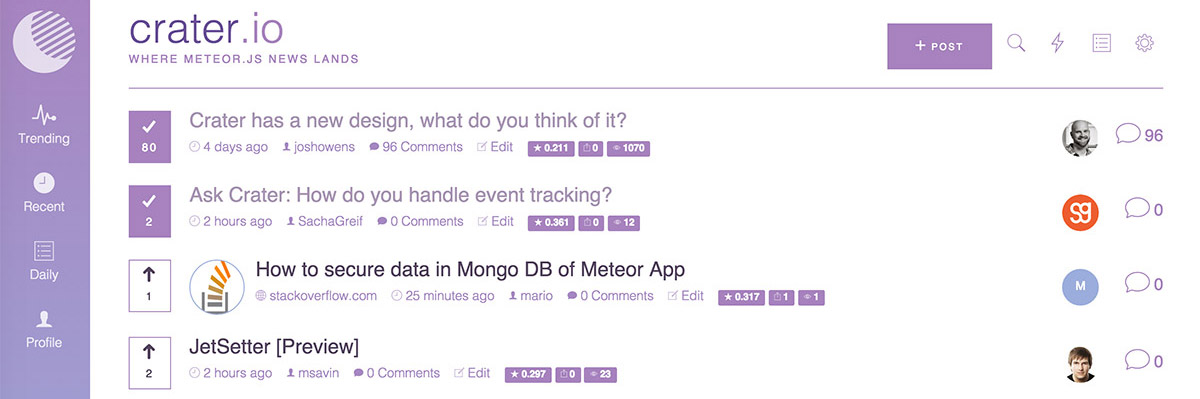 crater.io
WHERE METEOR.JS NEWS LANDS
+ POST
Trending
Recent
Daily
Profile
80
Crater has a new design, what do you think of it?
4 days ago joshowens 96 Comments Edit ★ 0.211 0 1070
96
2
Ask Crater: How do you handle event tracking?
2 hours ago SachaGreif 0 Comments Edit ★ 0.361 0 12
sg
0
1
How to secure data in Mongo DB of Meteor App
stackoverflow.com 25 minutes ago mario 0 Comments Edit ★ 0.317 1 1
M
0
2
JetSetter [Preview]
2 hours ago msavin 0 Comments Edit ★ 0.297 0 23
0